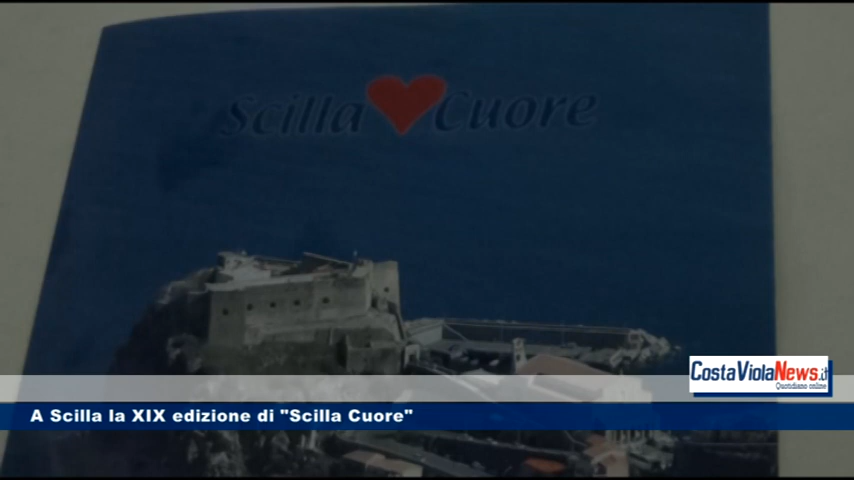 Scilla Cuore
CostaViolaNews.it
Quotidiano online
A Scilla la XIX edizione di "Scilla Cuore"